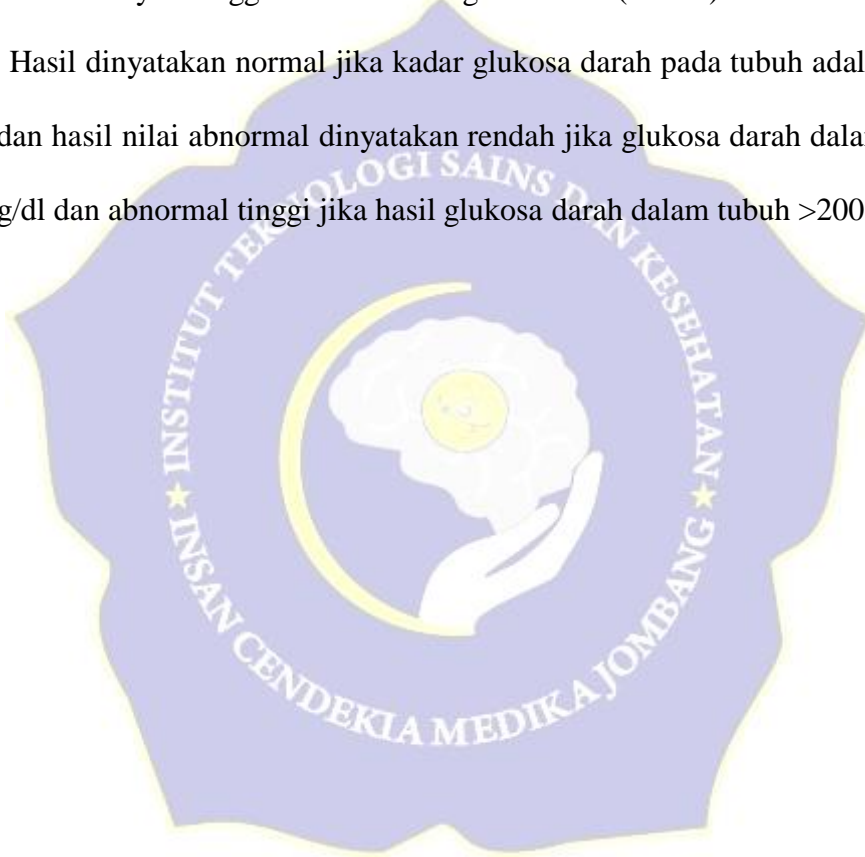 Hasil dinyatakan normal jika kadar glukosa darah pada tubuh adal
dan hasil nilai abnormal dinyatakan rendah jika glukosa darah dala
g/dl dan abnormal tinggi jika hasil glukosa darah dalam tubuh >200
INSTITUT TEKNOLOGI SAINS DAN KESEHATAN
INSAN CENDEKIA MEDIKA JOMBANG